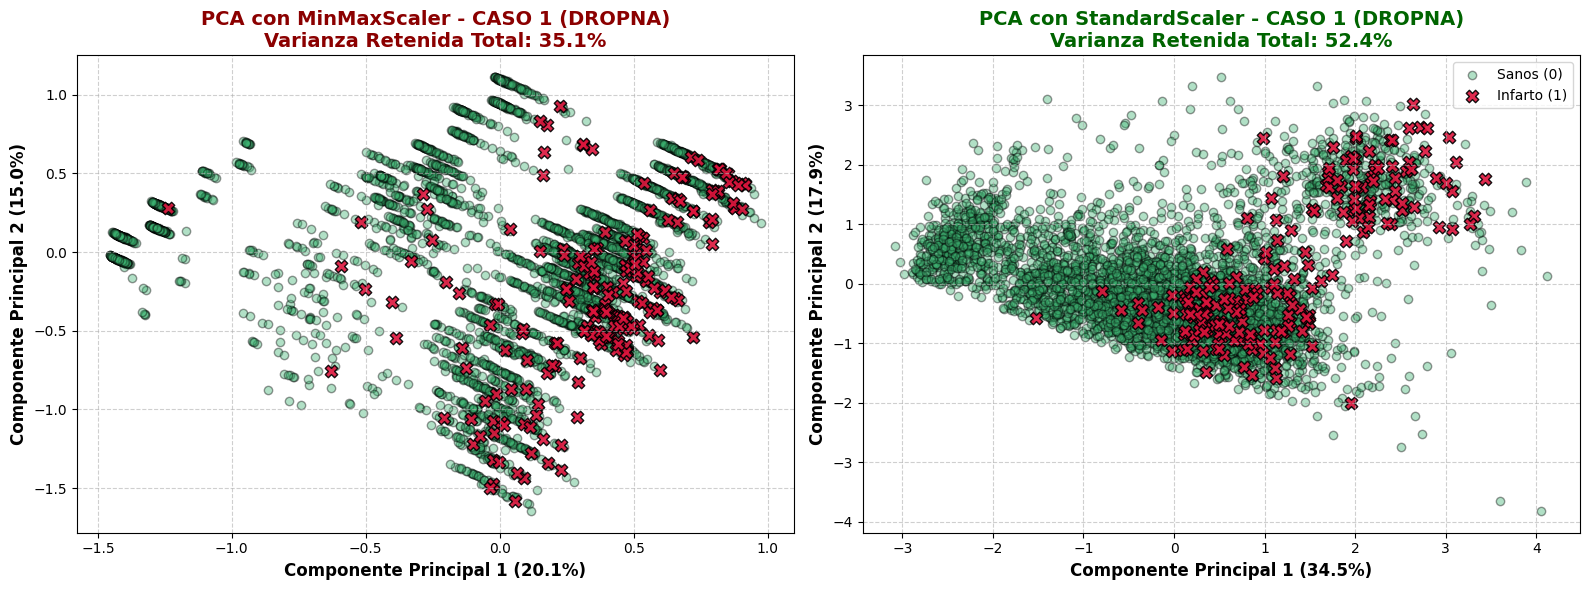 PCA con MinMaxScaler - CASO 1 (DROPNA)
Varianza Retenida Total: 35.1%
Componente Principal 2 (15.0%)
1.0
0.5
0.0
−0.5
−1.0
−1.5
−1.5
−1.0
−0.5
0.0
0.5
1.0
Componente Principal 1 (20.1%)
PCA con StandardScaler - CASO 1 (DROPNA)
Varianza Retenida Total: 52.4%
Sanos (0)
Infarto (1)
Componente Principal 2 (17.9%)
3
2
1
0
−1
−2
−3
−4
−3
−2
−1
0
1
2
3
4
Componente Principal 1 (34.5%)